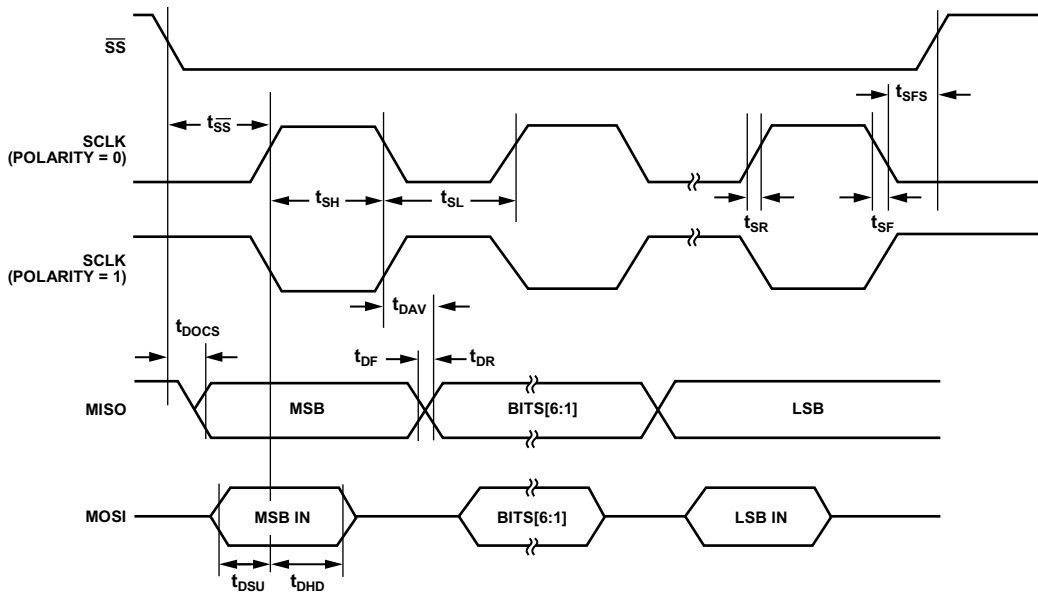 SS
tSFS
tSS
SCLK
(POLARITY = 0)
tSH
tSL
tSR
tSF
SCLK
(POLARITY = 1)
tDAV
tDOCS
tDF
tDR
MISO
MSB
BITS[6:1]
LSB
MOSI
MSB IN
BITS[6:1]
LSB IN
tDSU
tDHD